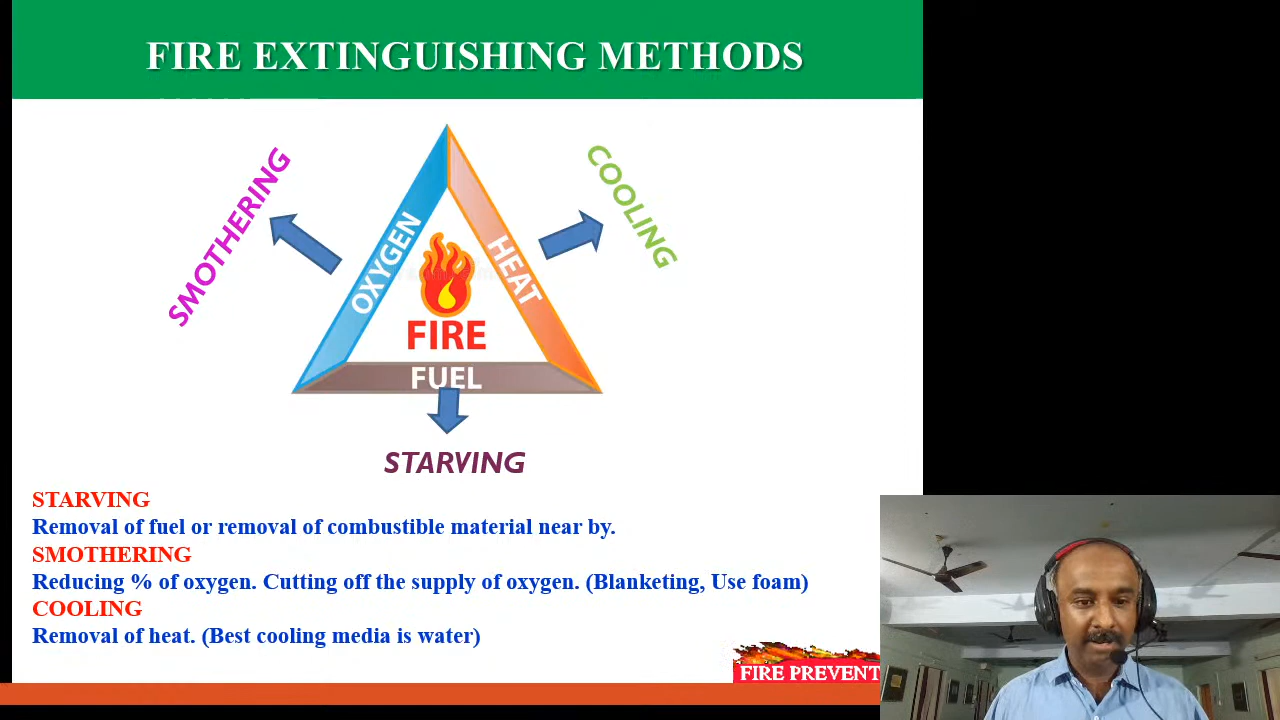 FIRE EXTINGUISHING METHODS
SMOTHERING
COOLING
OXYGEN
HEAT
FIRE
FUEL
STARVING
STARVING
Removal of fuel or removal of combustible material near by.
SMOTHERING
Reducing % of oxygen. Cutting off the supply of oxygen. (Blanketing, Use foam)
COOLING
Removal of heat. (Best cooling media is water)
FIRE PREVENT